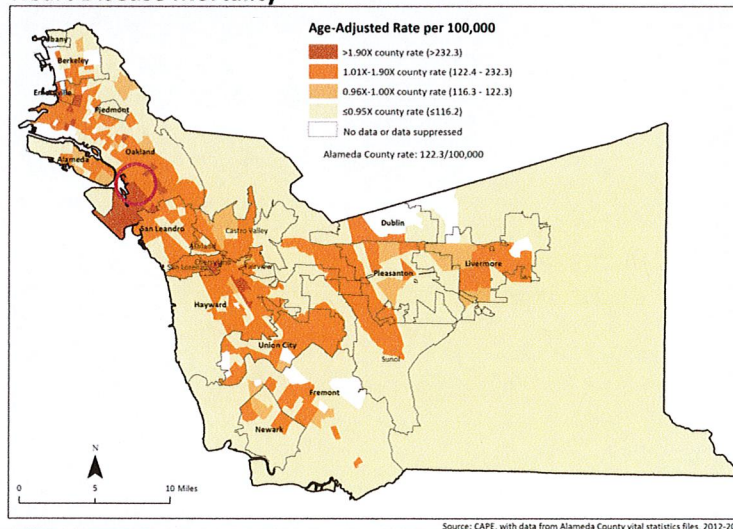 Age-Adjusted Rate per 100,000
>1.90X county rate (>232.3)
1.01X-1.90X county rate (122.4 - 232.3)
0.96X-1.00X county rate (116.3 - 122.3)
≤0.95X county rate (≤116.2)
No data or data suppressed
Alameda County rate: 122.3/100,000
Albany
Berkeley
Emeryville
Piedmont
Oakland
Alameda
San Leandro
Castro Valley
Ashland
Cherryland
San Lorenzo
Fairview
Hayward
Union City
Dublin
Pleasanton
Livermore
Sunol
Fremont
Newark
N
0 5 10 Miles
Source: CAPE, with data from Alameda County vital statistics files, 2012-20